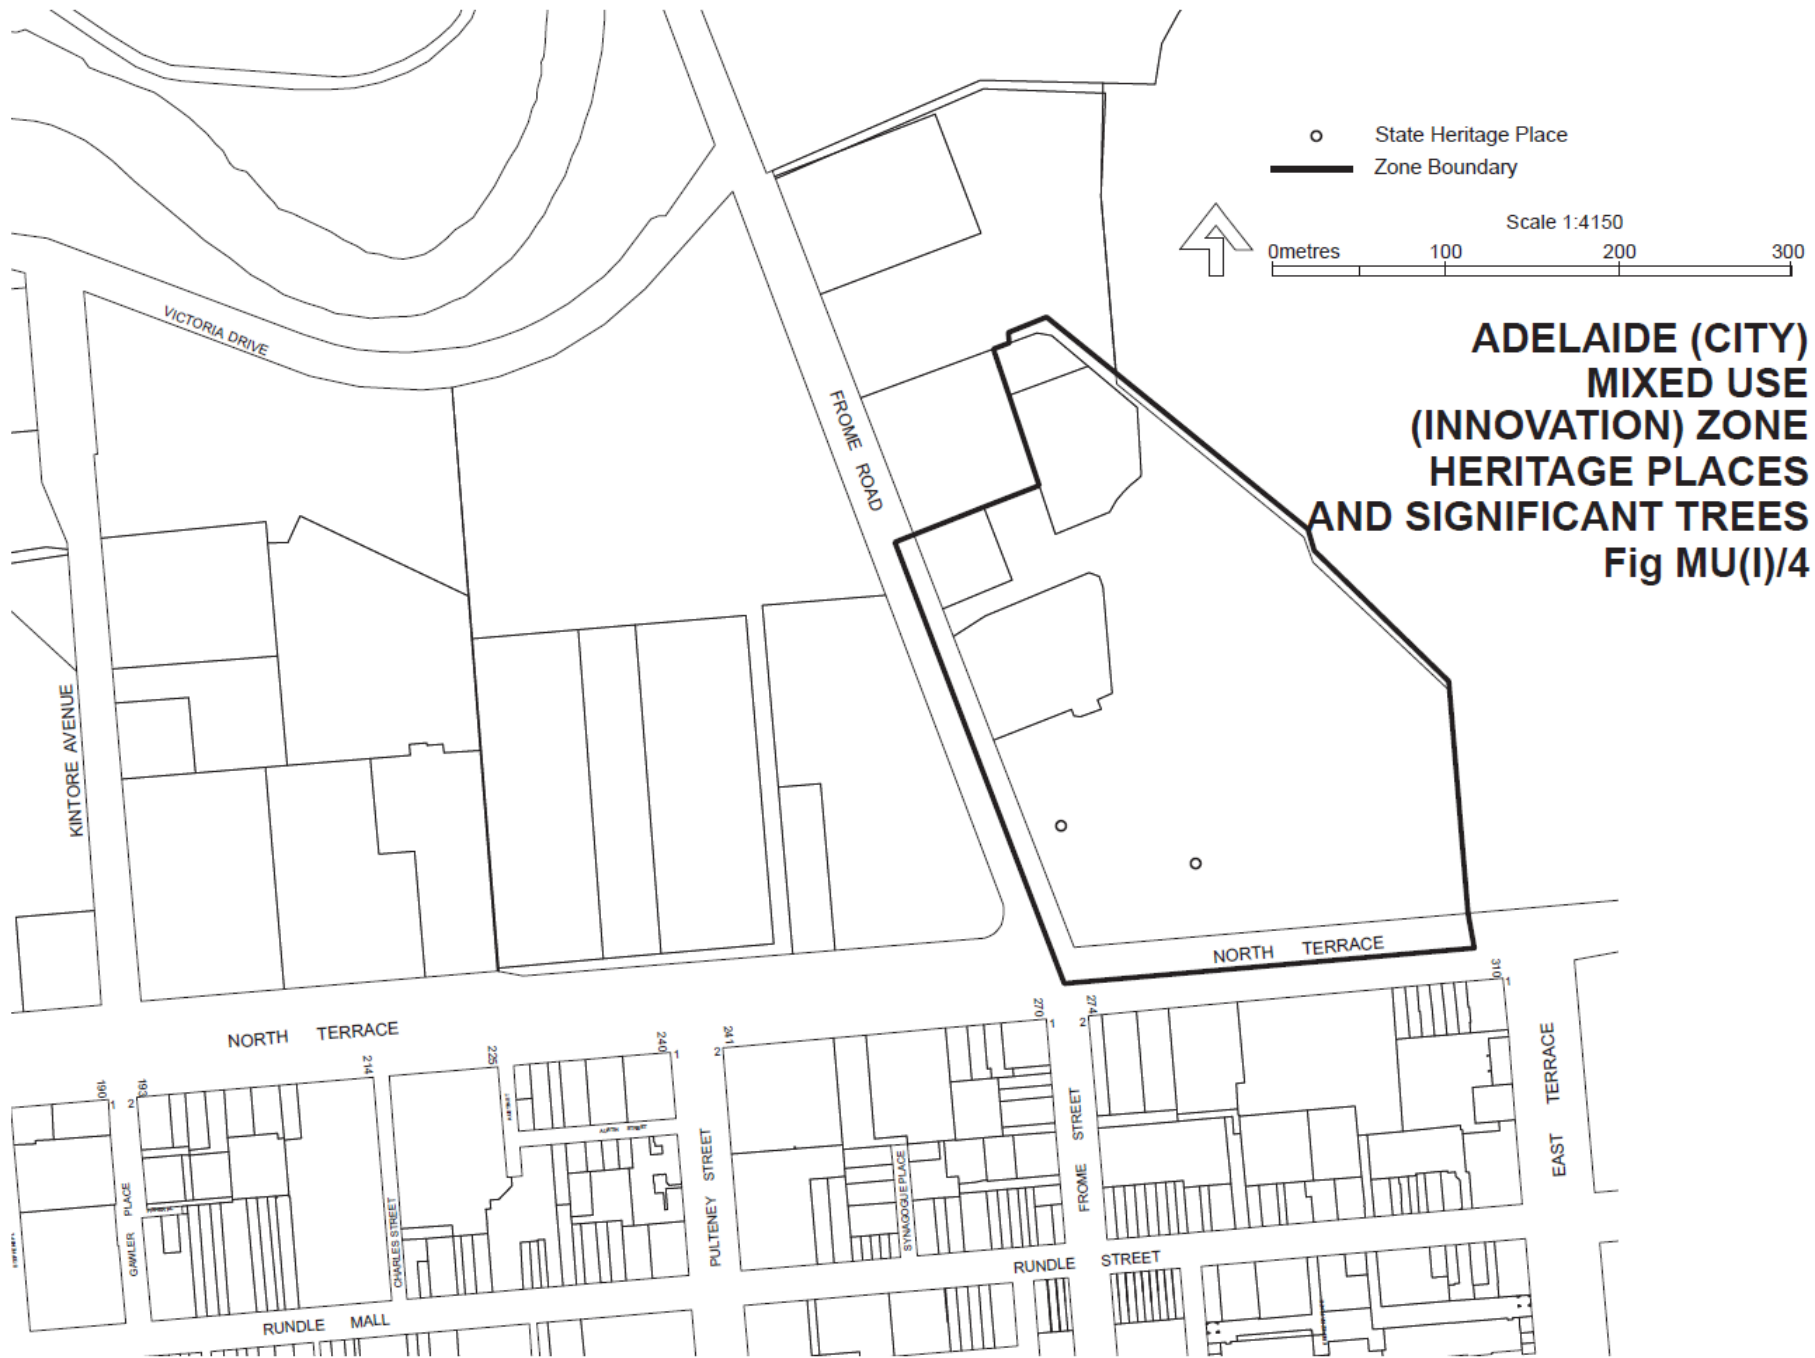 State Heritage Place
Zone Boundary
Scale 1:4150
0metres 100 200 300
ADELAIDE (CITY)
MIXED USE
(INNOVATION) ZONE
HERITAGE PLACES
AND SIGNIFICANT TREES
Fig MU(I)/4
VICTORIA DRIVE
FROME ROAD
KINTORE AVENUE
NORTH TERRACE
NORTH TERRACE
310
1
270
1
274
2
240
1
241
2
225
214
190
1
193
2
EAST TERRACE
FROME STREET
PULTENEY STREET
SYNAGOGUE PLACE
CHARLES STREET
GAWLER PLACE
AUSTIN STREET
RUNDLE STREET
RUNDLE MALL